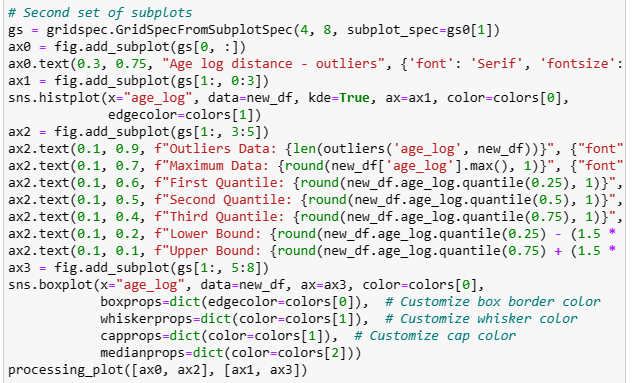 # Second set of subplots
gs = gridspec.GridSpecFromSubplotSpec(4, 8, subplot_spec=gs0[1])
ax0 = fig.add_subplot(gs[0, :])
ax0.text(0.3, 0.75, "Age log distance - outliers", {'font': 'Serif', 'fontsize':
ax1 = fig.add_subplot(gs[1:, 0:3])
sns.histplot(x="age_log", data=new_df, kde=True, ax=ax1, color=colors[0],
             edgecolor=colors[1])
ax2 = fig.add_subplot(gs[1:, 3:5])
ax2.text(0.1, 0.9, f"Outliers Data: {len(outliers('age_log', new_df))}", {"font"
ax2.text(0.1, 0.7, f"Maximum Data: {round(new_df['age_log'].max(), 1)}", {"font"
ax2.text(0.1, 0.6, f"First Quantile: {round(new_df.age_log.quantile(0.25), 1)}",
ax2.text(0.1, 0.5, f"Second Quantile: {round(new_df.age_log.quantile(0.5), 1)}",
ax2.text(0.1, 0.4, f"Third Quantile: {round(new_df.age_log.quantile(0.75), 1)}",
ax2.text(0.1, 0.2, f"Lower Bound: {round(new_df.age_log.quantile(0.25) - (1.5 *
ax2.text(0.1, 0.1, f"Upper Bound: {round(new_df.age_log.quantile(0.75) + (1.5 *
ax3 = fig.add_subplot(gs[1:, 5:8])
sns.boxplot(x="age_log", data=new_df, ax=ax3, color=colors[0],
            boxprops=dict(edgecolor=colors[0]),  # Customize box border color
            whiskerprops=dict(color=colors[1]),  # Customize whisker color
            capprops=dict(color=colors[1]),  # Customize cap color
            medianprops=dict(color=colors[2]))
processing_plot([ax0, ax2], [ax1, ax3])